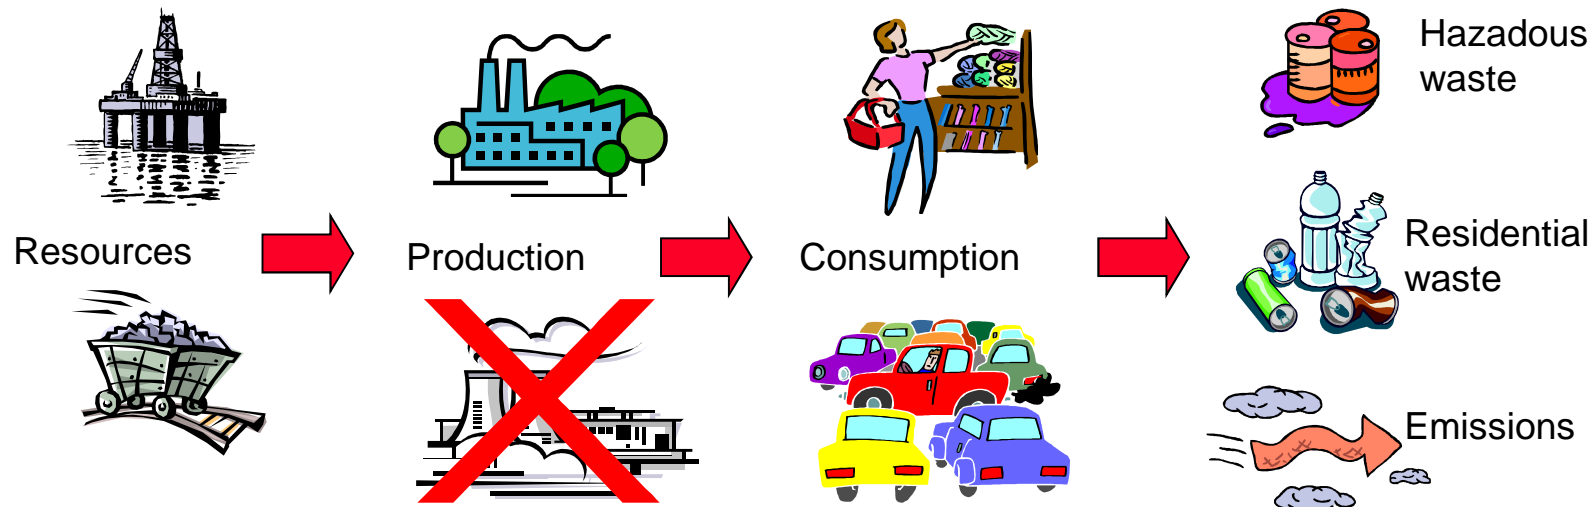 Resources
Production
Consumption
Hazadous
waste
Residential
waste
Emissions